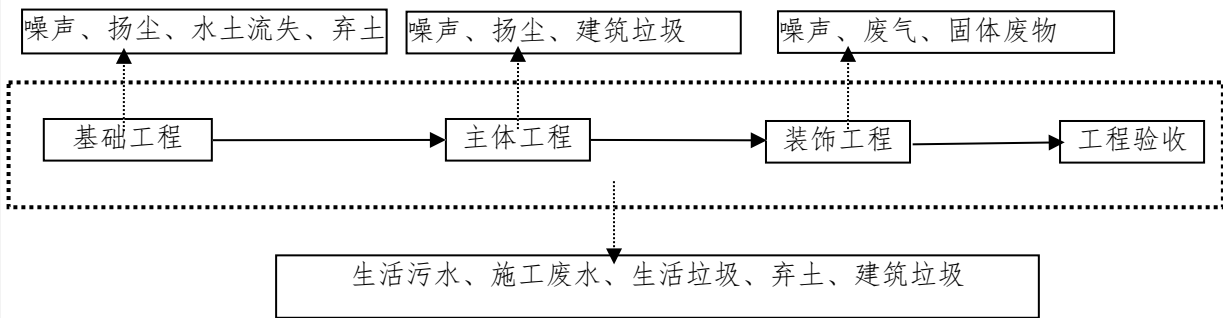 噪声、扬尘、水土流失、弃土
噪声、扬尘、建筑垃圾
噪声、废气、固体废物
基础工程
主体工程
装饰工程
工程验收
生活污水、施工废水、生活垃圾、弃土、建筑垃圾